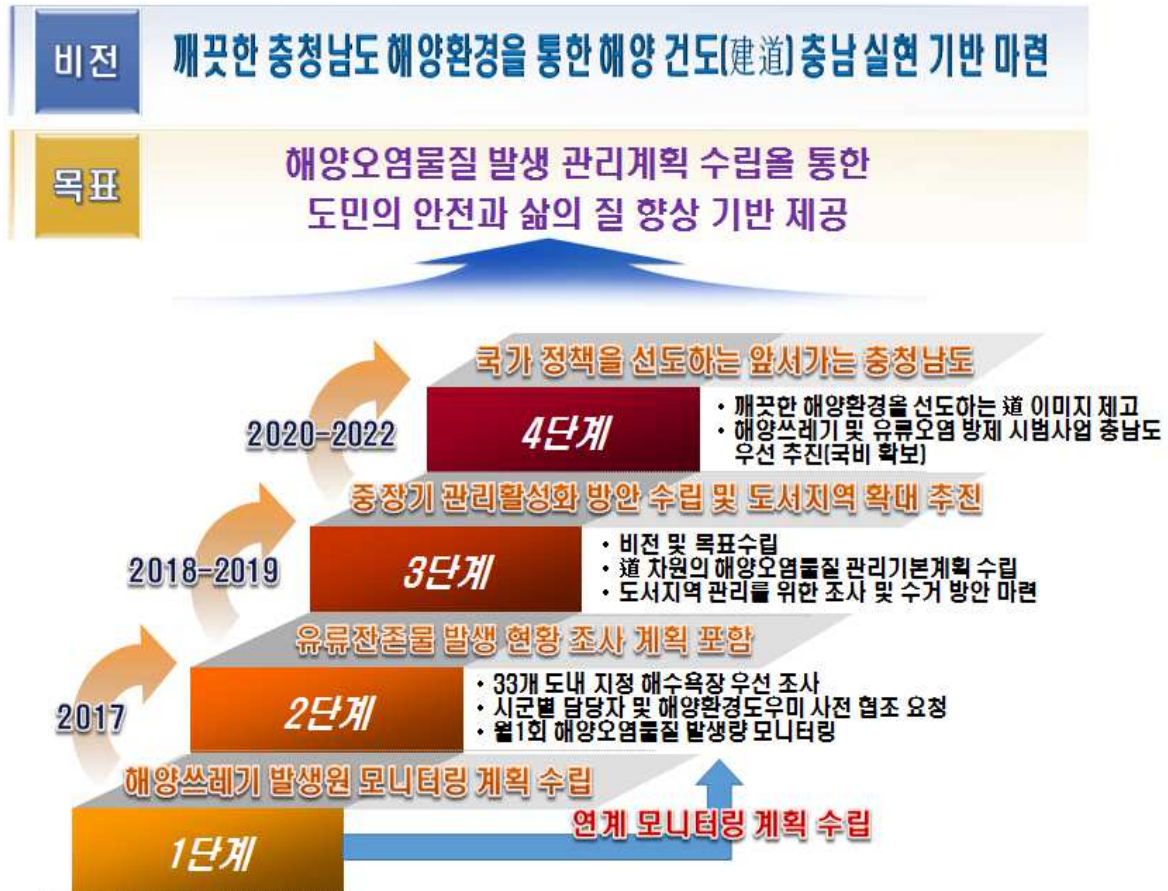 비전
깨끗한 충청남도 해양환경을 통한 해양 건도(建道) 충남 실현 기반 마련
목표
해양오염물질 발생 관리계획 수립을 통한
도민의 안전과 삶의 질 향상 기반 제공
국가 정책을 선도하는 앞서가는 충청남도
2020-2022
4단계
• 깨끗한 해양환경을 선도하는 道 이미지 제고
• 해양쓰레기 및 유류오염 방제 시범사업 충남도
우선 추진(국비 확보)
중장기 관리활성화 방안 수립 및 도서지역 확대 추진
2018-2019
3단계
• 비전 및 목표수립
• 道 차원의 해양오염물질 관리기본계획 수립
• 도서지역 관리를 위한 조사 및 수거 방안 마련
유류잔존물 발생 현황 조사 계획 포함
2017
2단계
• 33개 도내 지정 해수욕장 우선 조사
• 시군별 담당자 및 해양환경도우미 사전 협조 요청
• 월1회 해양오염물질 발생량 모니터링
해양쓰레기 발생원 모니터링 계획 수립
연계 모니터링 계획 수립
1단계